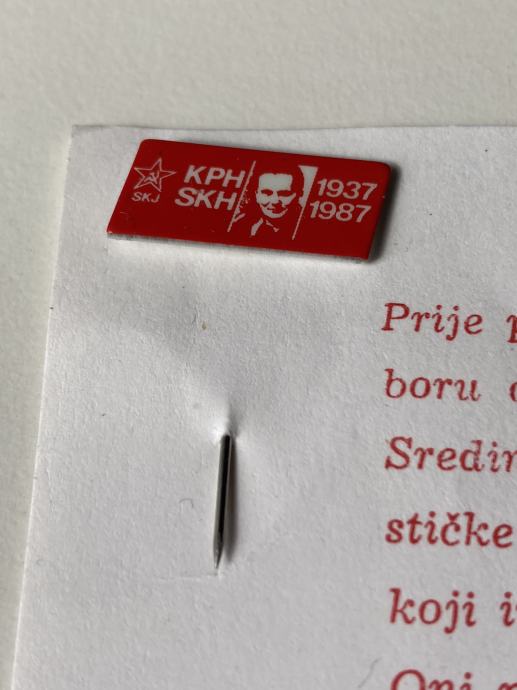 SKJ
KPH
SKH
1937
1987
Prije
boru
Sredin
stičke
koji